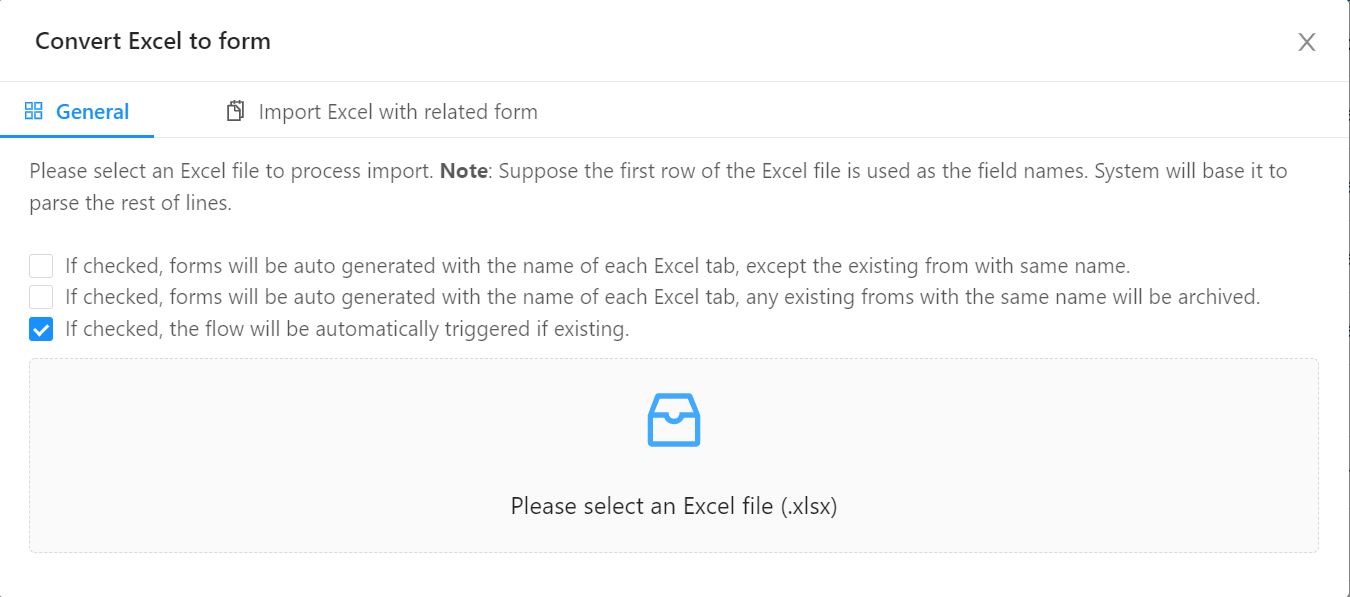 Convert Excel to form
General
Import Excel with related form
Please select an Excel file to process import. Note: Suppose the first row of the Excel file is used as the field names. System will base it to
parse the rest of lines.
If checked, forms will be auto generated with the name of each Excel tab, except the existing from with same name.
If checked, forms will be auto generated with the name of each Excel tab, any existing froms with the same name will be archived.
If checked, the flow will be automatically triggered if existing.
Please select an Excel file (.xlsx)